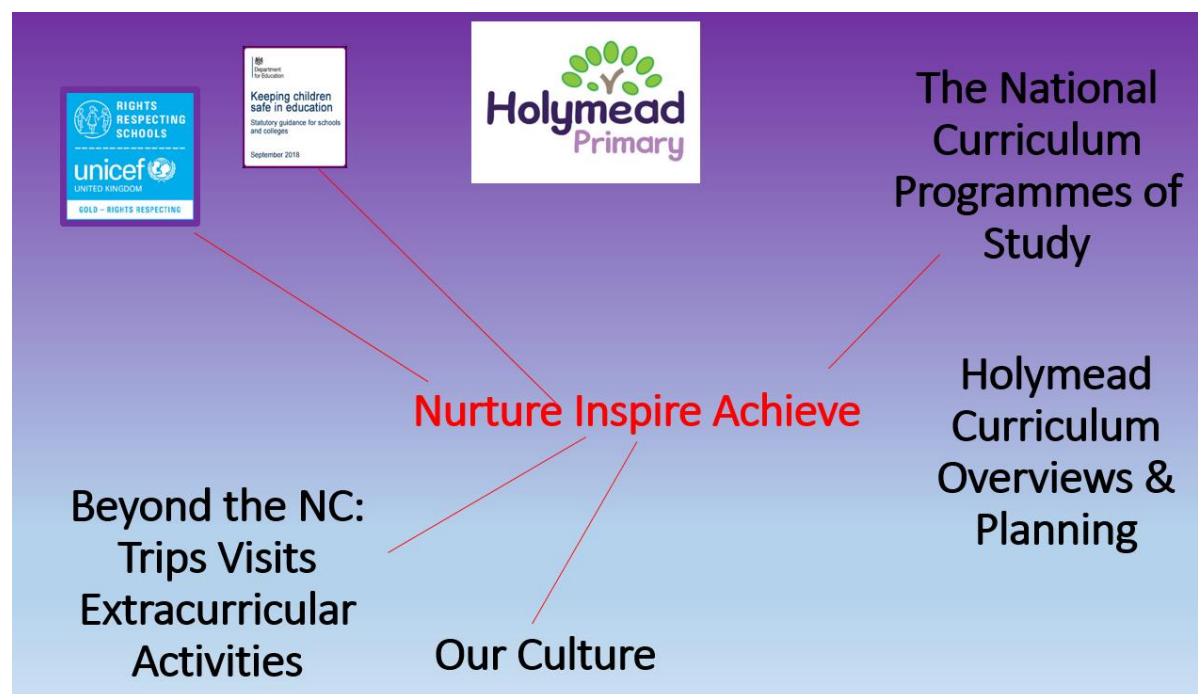 RIGHTS
RESPECTING
SCHOOLS
unicef
UNITED KINGDOM
GOLD – RIGHTS RESPECTING
Department
for Education
Keeping children
safe in education
Statutory guidance for schools
and colleges
September 2018
Holymead
Primary
The National
Curriculum
Programmes of
Study
Nurture Inspire Achieve
Holymead
Curriculum
Overviews &
Planning
Beyond the NC:
Trips Visits
Extracurricular
Activities
Our Culture